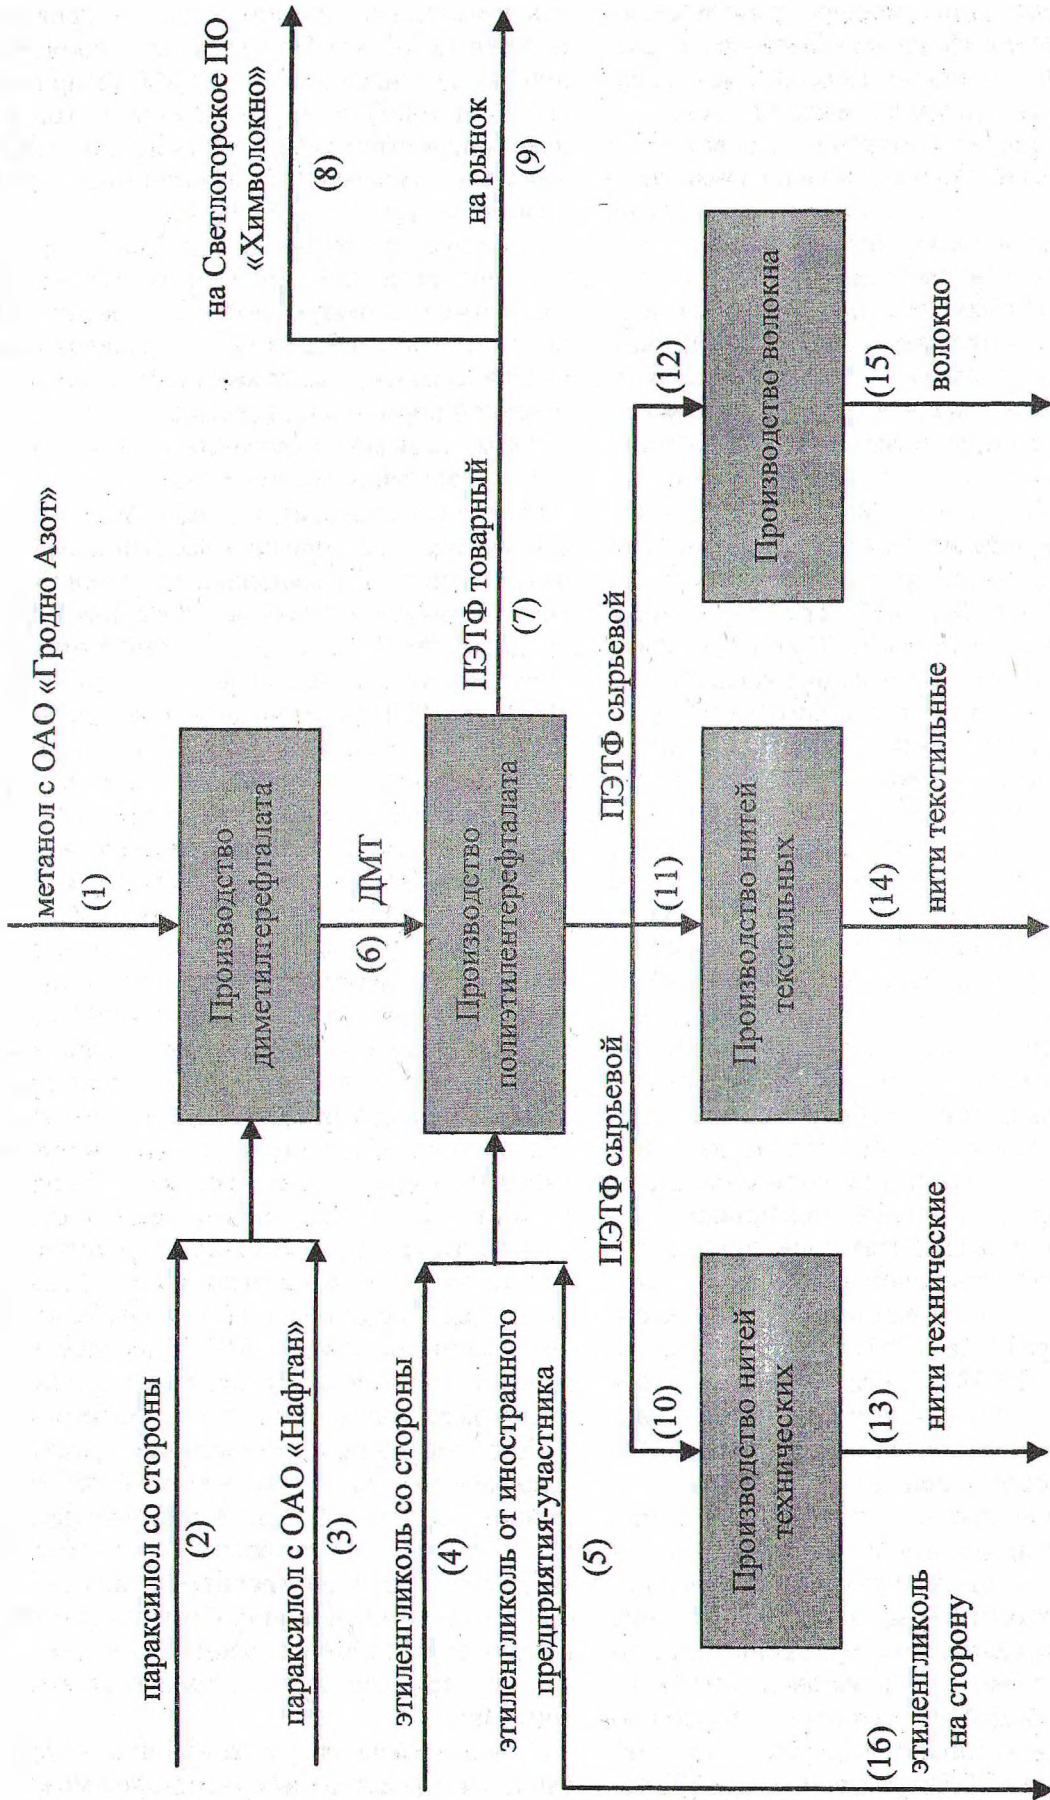 метанол с ОАО «Гродно Азот»
(1)
параксилол со стороны
(2)
параксилол с ОАО «Нафтан»
(3)
Производство
диметилтерефталата
(6) ДМТ
этиленгликоль со стороны
(4)
этиленгликоль от иностранного
предприятия-участника
(5)
Производство
полиэтилентерефталата
ПЭТФ товарный
(7)
на Светлогорское ПО
«Химволокно»
(8)
на рынок
(9)
ПЭТФ сырьевой
ПЭТФ сырьевой
(10)
(11)
(12)
Производство нитей
технических
Производство нитей
текстильных
Производство волокна
(16)
этиленгликоль
на сторону
(13)
нити технические
(14)
нити текстильные
(15)
волокно